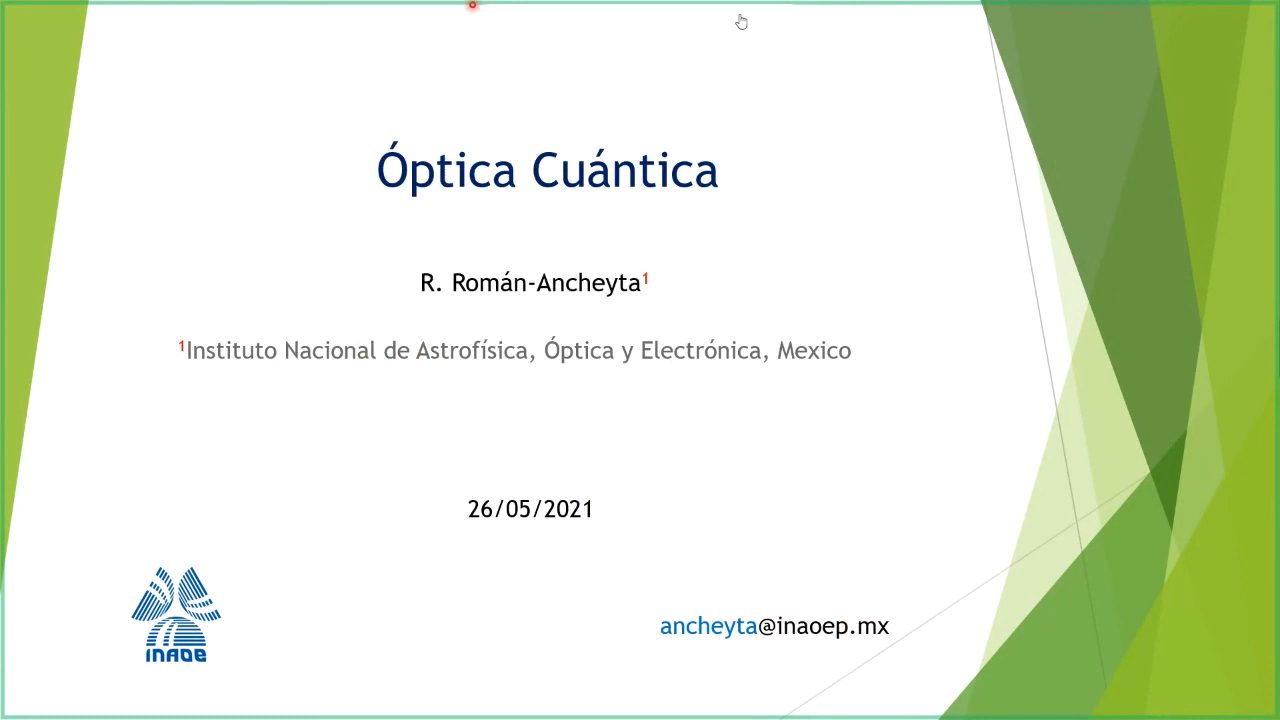 Óptica Cuántica
R. Román-Ancheyta¹
¹Instituto Nacional de Astrofísica, Óptica y Electrónica, Mexico
26/05/2021
INAOE
ancheyta@inaoep.mx